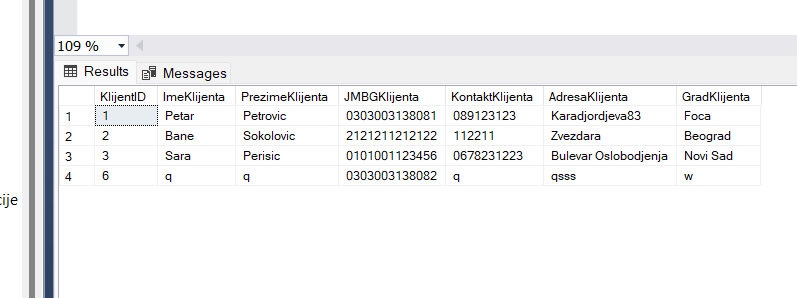 109 %
Results Messages
KlijentID ImeKlijenta PrezimeKlijenta JMBGKlijenta KontaktKlijenta AdresaKlijenta GradKlijenta
1 1 Petar Petrovic 0303003138081 089123123 Karadjordjeva83 Foca
2 2 Bane Sokolovic 2121211212122 112211 Zvezdara Beograd
3 3 Sara Perisic 0101001123456 0678231223 Bulevar Oslobodjenja Novi Sad
4 6 q q 0303003138082 q qsss w
cije